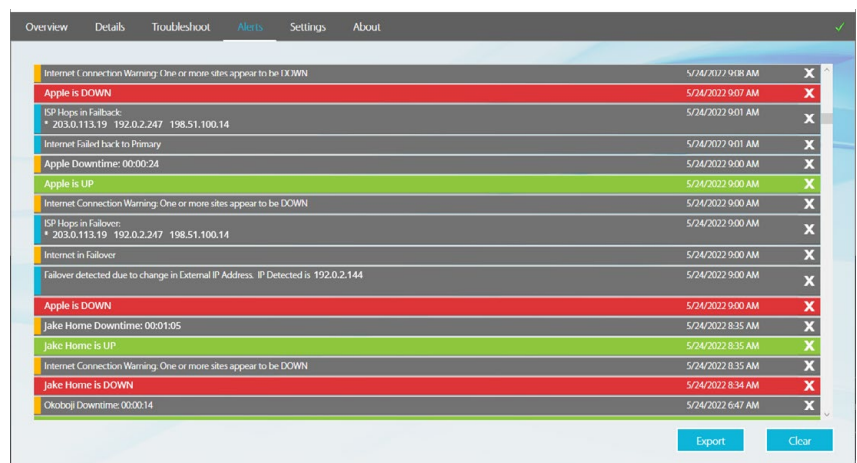 Overview Details Troubleshoot Alerts Settings About
Internet Connection Warning: One or more sites appear to be DOWN 5/24/2022 9:08 AM X
Apple is DOWN 5/24/2022 9:07 AM X
ISP Hops in Failback: 5/24/2022 9:01 AM X
* 203.0.113.19 192.0.2.247 198.51.100.14
Internet Failed back to Primary 5/24/2022 9:01 AM X
Apple Downtime: 00:00:24 5/24/2022 9:00 AM X
Apple is UP 5/24/2022 9:00 AM X
Internet Connection Warning: One or more sites appear to be DOWN 5/24/2022 9:00 AM X
ISP Hops in Failover: 5/24/2022 9:00 AM X
* 203.0.113.19 192.0.2.247 198.51.100.14
Internet in Failover 5/24/2022 9:00 AM X
Failover detected due to change in External IP Address. IP Detected is 192.0.2.144 5/24/2022 9:00 AM X
Apple is DOWN 5/24/2022 9:00 AM X
Jake Home Downtime: 00:01:05 5/24/2022 8:35 AM X
Jake Home is UP 5/24/2022 8:35 AM X
Internet Connection Warning: One or more sites appear to be DOWN 5/24/2022 8:35 AM X
Jake Home is DOWN 5/24/2022 8:34 AM X
Okoboji Downtime: 00:00:14 5/24/2022 6:47 AM X
Export Clear